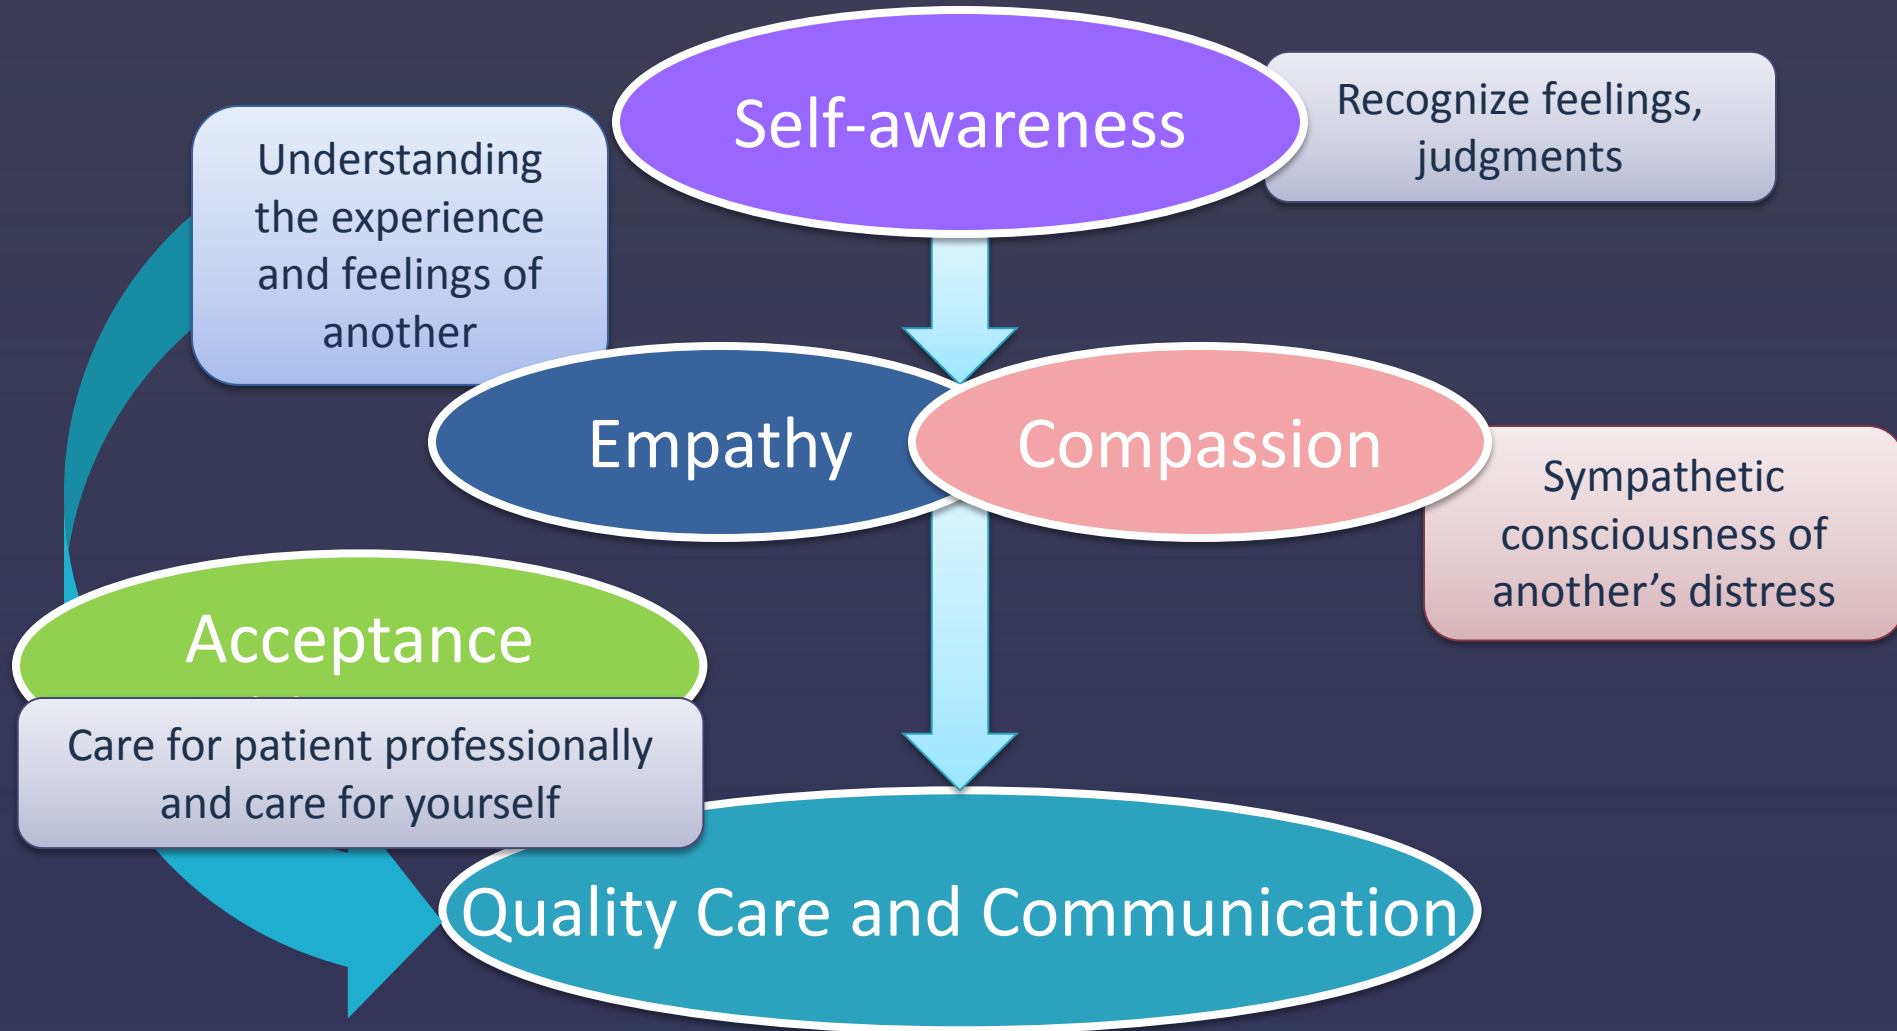 Self-awareness
Recognize feelings,
judgments
Understanding
the experience
and feelings of
another
Empathy
Compassion
Sympathetic
consciousness of
another’s distress
Acceptance
Care for patient professionally
and care for yourself
Quality Care and Communication